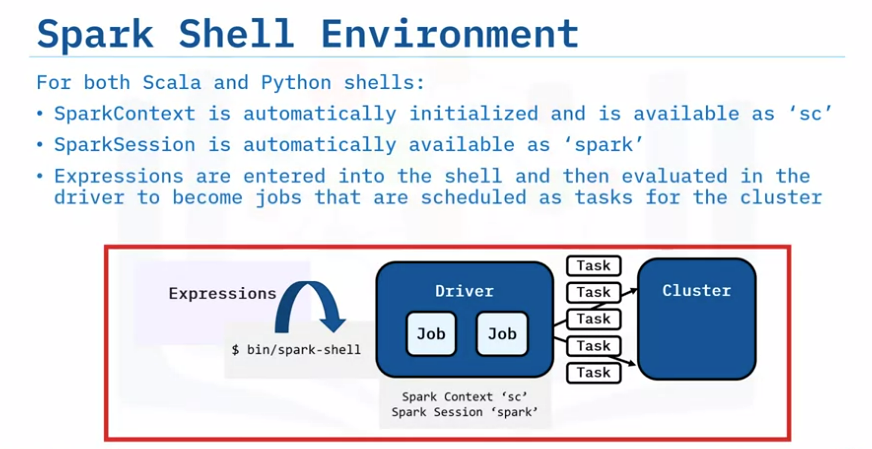 Spark Shell Environment
For both Scala and Python shells:
• SparkContext is automatically initialized and is available as ‘sc’
• SparkSession is automatically available as ‘spark’
• Expressions are entered into the shell and then evaluated in the
driver to become jobs that are scheduled as tasks for the cluster
Expressions
$ bin/spark-shell
Driver
Job
Job
Spark Context ‘sc’
Spark Session ‘spark’
Task
Task
Task
Task
Task
Cluster